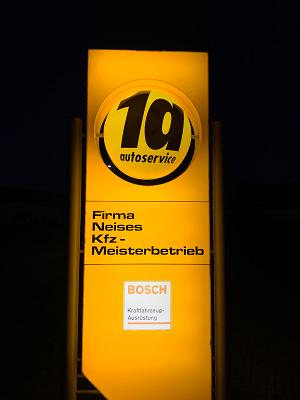 1a
autoservice
Firma
Neises
Kfz -
Meisterbetrieb
BOSCH
Kraftfahrzeug-
Ausrüstung